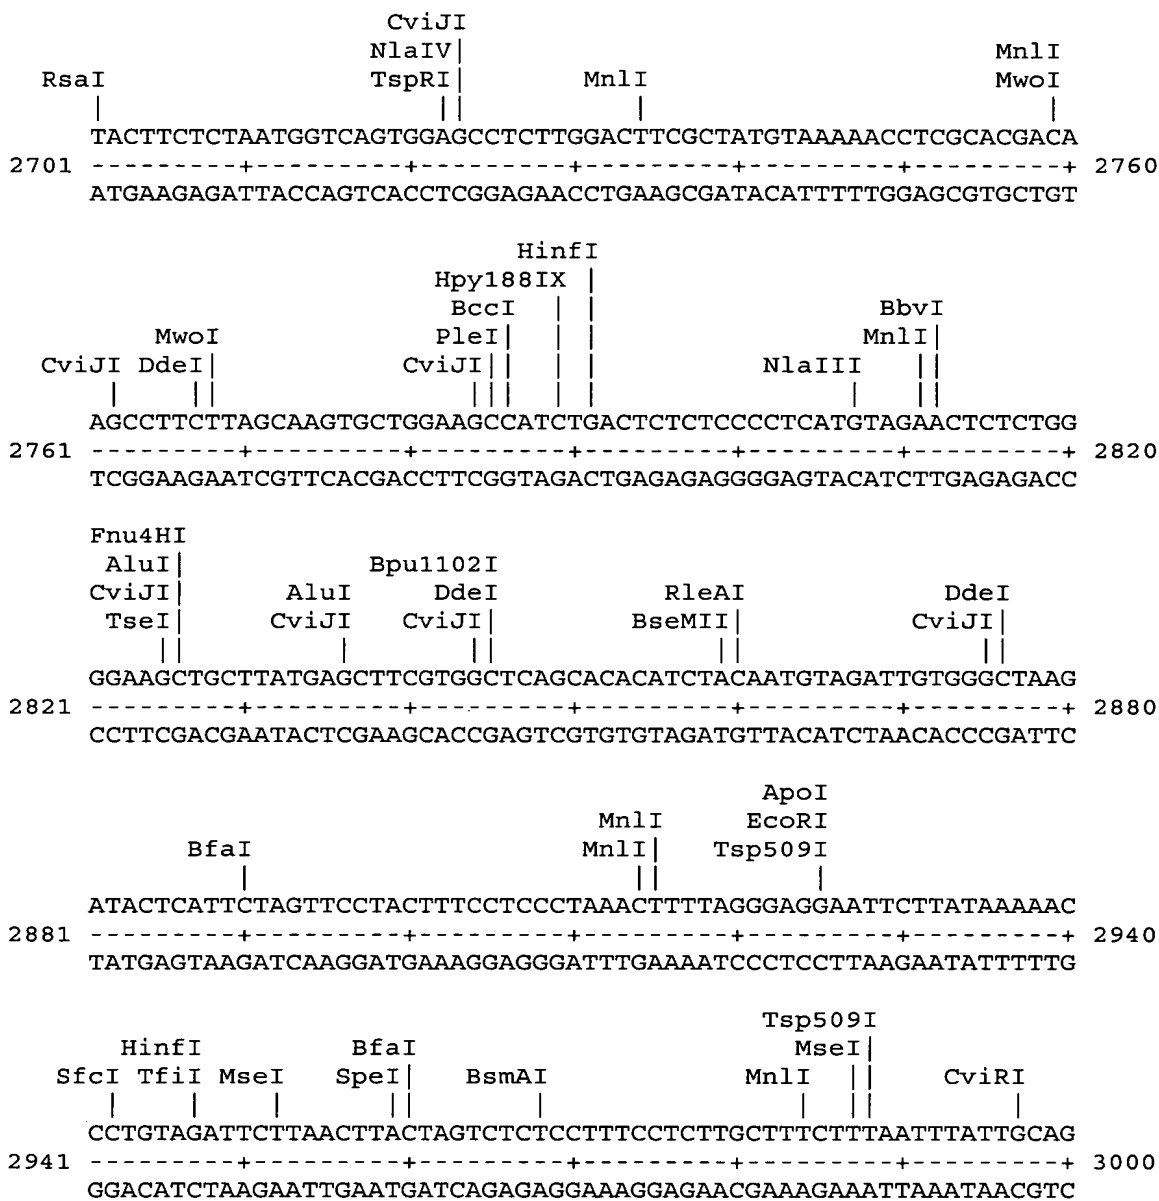 CviJI
NlaIV|
RsaI TspRI| MnlI MnlI MwoI
TACTTCTCTAATGGTCAGTGGAGCCTCTTGGACTTCGCTATGTAAAAACCTCGCACGACA
2701 ---------+---------+---------+---------+---------+---------+ 2760
ATGAAGAGATTACCAGTCACCTCGGAGAACCTGAAGCGATACATTTTTGGAGCGTGCTGT
HinfI
Hpy188IX |
BccI | | BbvI
MwoI PleI| | | MnlI|
CviJI DdeI| CviJI|| | | NlaIII ||
AGCCTTCTTAGCAAGTGCTGGAAGCCATCTGACTCTCTCCCCTCATGTAGAACTCTCTGG
2761 ---------+---------+---------+---------+---------+---------+ 2820
TCGGAAGAATCGTTCACGACCTTCGGTAGACTGAGAGAGGGGAGTACATCTTGAGAGACC
Fnu4HI
AluI| Bpu1102I
CviJI| AluI DdeI RleAI DdeI
TseI| CviJI CviJI| BseMII| CviJI|
GGAAGCTGCTTATGAGCTTCGTGGCTCAGCACACATCTACAATGTAGATTGTGGGCTAAG
2821 ---------+---------+---------+---------+---------+---------+ 2880
CCTTCGACGAATACTCGAAGCACCGAGTCGTGTGTAGATGTTACATCTAACACCCGATTC
ApoI
MnlI EcoRI
BfaI MnlI| Tsp509I
ATACTCATTCTAGTTCCTACTTTCCTCCCTAAACTTTTAGGGAGGAATTCTTATAAAAAC
2881 ---------+---------+---------+---------+---------+---------+ 2940
TATGAGTAAGATCAAGGATGAAAGGAGGGATTTGAAAATCCCTCCTTAAGAATATTTTTG
Tsp509I
HinfI BfaI MseI|
SfcI TfiI MseI SpeI| BsmAI MnlI || CviRI
CCTGTAGATTCTTAACTTACTAGTCTCTCCTTTCCTCTTGCTTTCTTTAATTTATTGCAG
2941 ---------+---------+---------+---------+---------+---------+ 3000
GGACATCTAAGAATTGAATGATCAGAGAGGAAAGGAGAACGAAAGAAATTAAATAACGTC